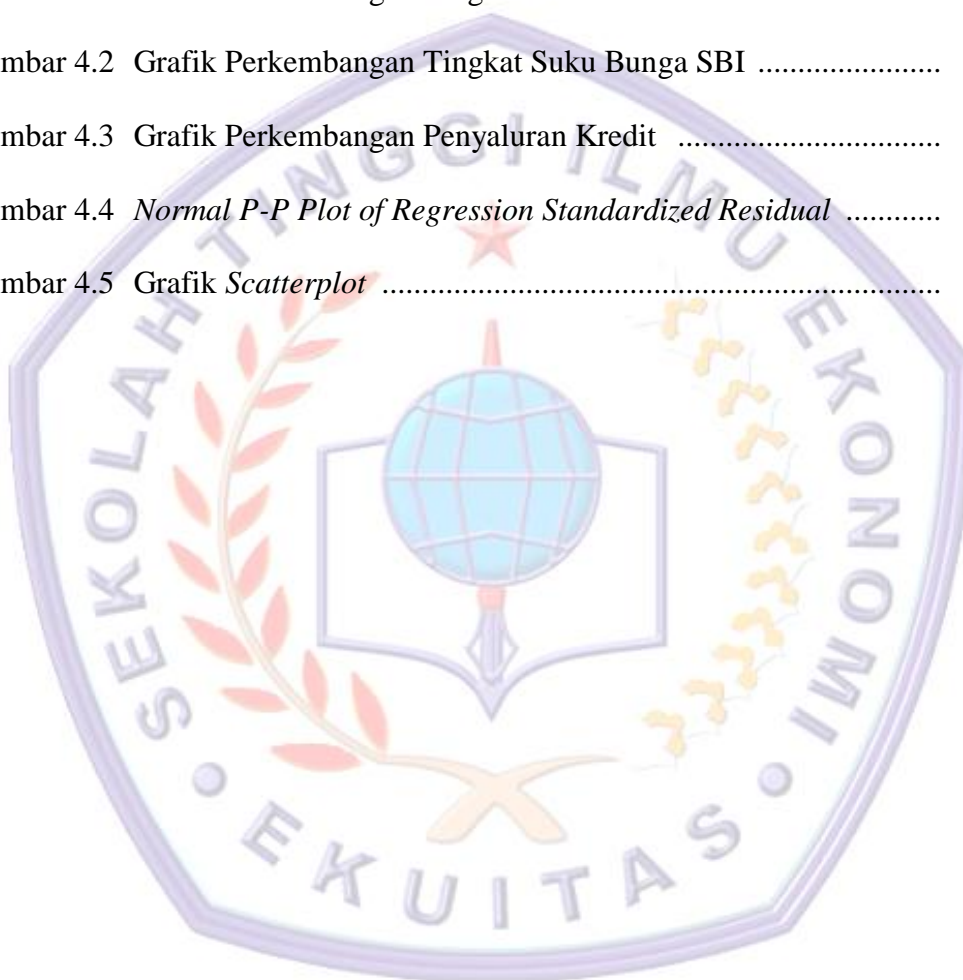 mbar 4.2 Grafik Perkembangan Tingkat Suku Bunga SBI .......................
mbar 4.3 Grafik Perkembangan Penyaluran Kredit .................................
mbar 4.4 Normal P-P Plot of Regression Standardized Residual ............
mbar 4.5 Grafik Scatterplot ......................................................................
SEKOLAH TINGGI ILMU EKONOMI
• EKUITAS •